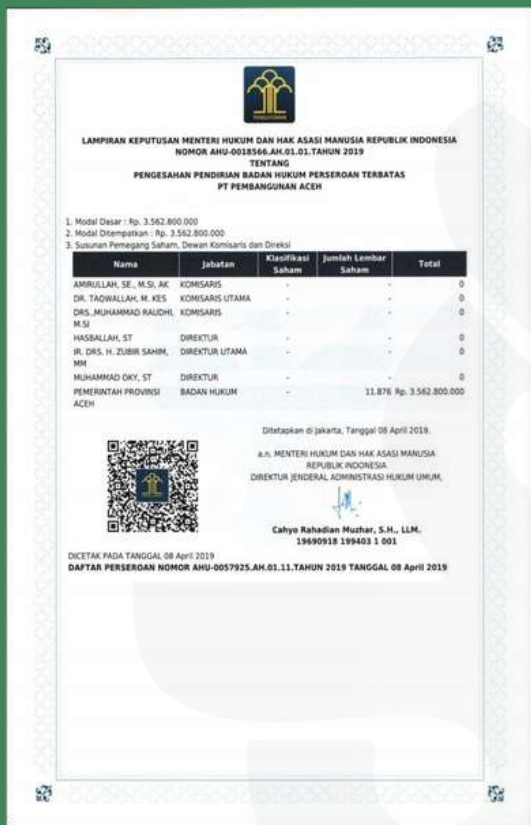 PENGAYOMAN
LAMPIRAN KEPUTUSAN MENTERI HUKUM DAN HAK ASASI MANUSIA REPUBLIK INDONESIA
NOMOR AHU-0018566.AH.01.01.TAHUN 2019
TENTANG
PENGESAHAN PENDIRIAN BADAN HUKUM PERSEROAN TERBATAS
PT PEMBANGUNAN ACEH
1. Modal Dasar : Rp. 3.562.800.000
2. Modal Ditempatkan : Rp. 3.562.800.000
3. Susunan Pemegang Saham, Dewan Komisaris dan Direksi
Nama Jabatan Klasifikasi Saham Jumlah Lembar Saham Total
AMIRULLAH, SE., M.SI, AK KOMISARIS - - 0
DR. TAQWALLAH, M. KES KOMISARIS UTAMA - - 0
DRS..MUHAMMAD RAUDHI, KOMISARIS - - 0
M.SI
HASBALLAH, ST DIREKTUR - - 0
IR. DRS. H. ZUBIR SAHIM, DIREKTUR UTAMA - - 0
MM
MUHAMMAD OKY, ST DIREKTUR - - 0
PEMERINTAH PROVINSI BADAN HUKUM - 11.876 Rp. 3.562.800.000
ACEH
Ditetapkan di Jakarta, Tanggal 08 April 2019.
a.n. MENTERI HUKUM DAN HAK ASASI MANUSIA
REPUBLIK INDONESIA
DIREKTUR JENDERAL ADMINISTRASI HUKUM UMUM,
Cahyo Rahadian Muzhar, S.H., LLM.
19690918 199403 1 001
DICETAK PADA TANGGAL 08 April 2019
DAFTAR PERSEROAN NOMOR AHU-0057925.AH.01.11.TAHUN 2019 TANGGAL 08 April 2019